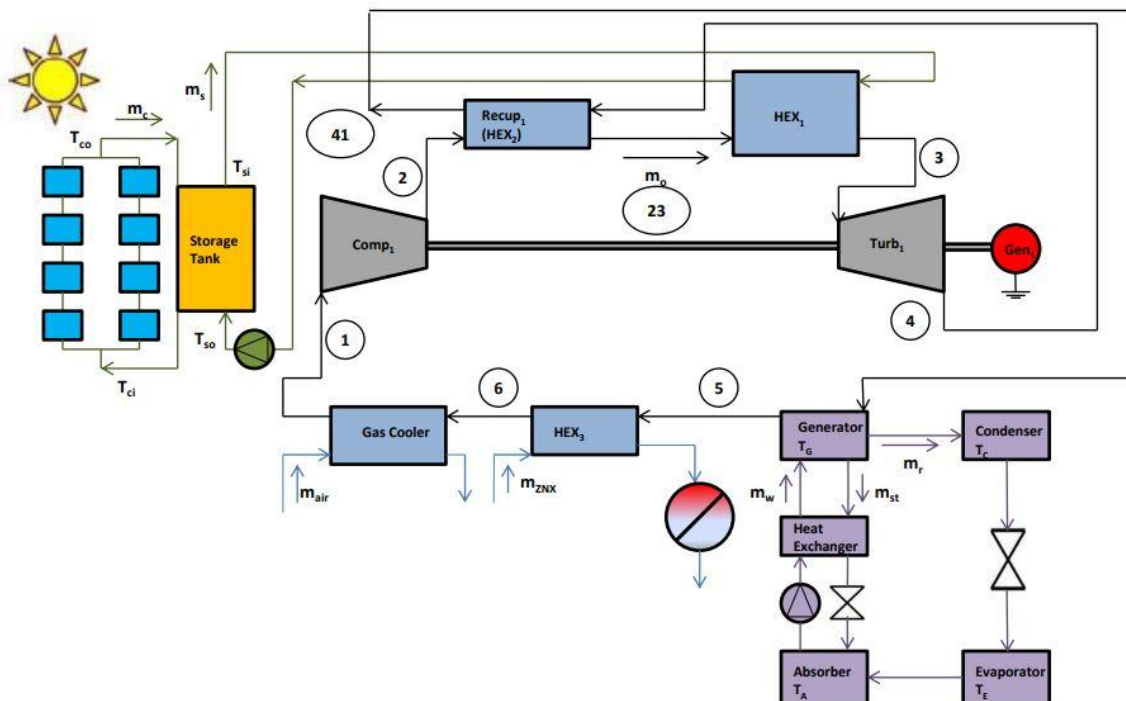 m_s
m_c
T_co
T_si
Storage
Tank
T_so
T_ci
41
Recup_1
(HEX_2)
HEX_1
2
m_o
23
3
Comp_1
Turb_1
4
1
6
5
Gas Cooler
HEX_3
m_air
m_ZNX
Generator
T_G
Condenser
T_C
m_r
m_w
m_st
Heat
Exchanger
Absorber
T_A
Evaporator
T_E